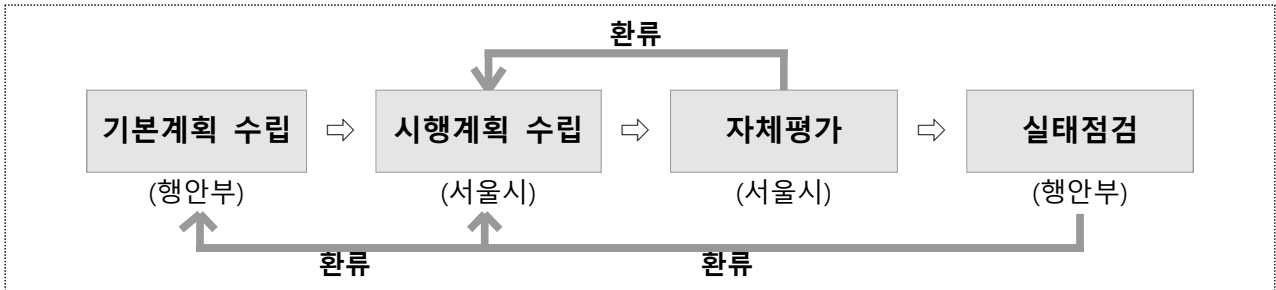 환류
기본계획 수립 ⇨ 시행계획 수립 ⇨ 자체평가 ⇨ 실태점검
(행안부) (서울시) (서울시) (행안부)
환류 환류